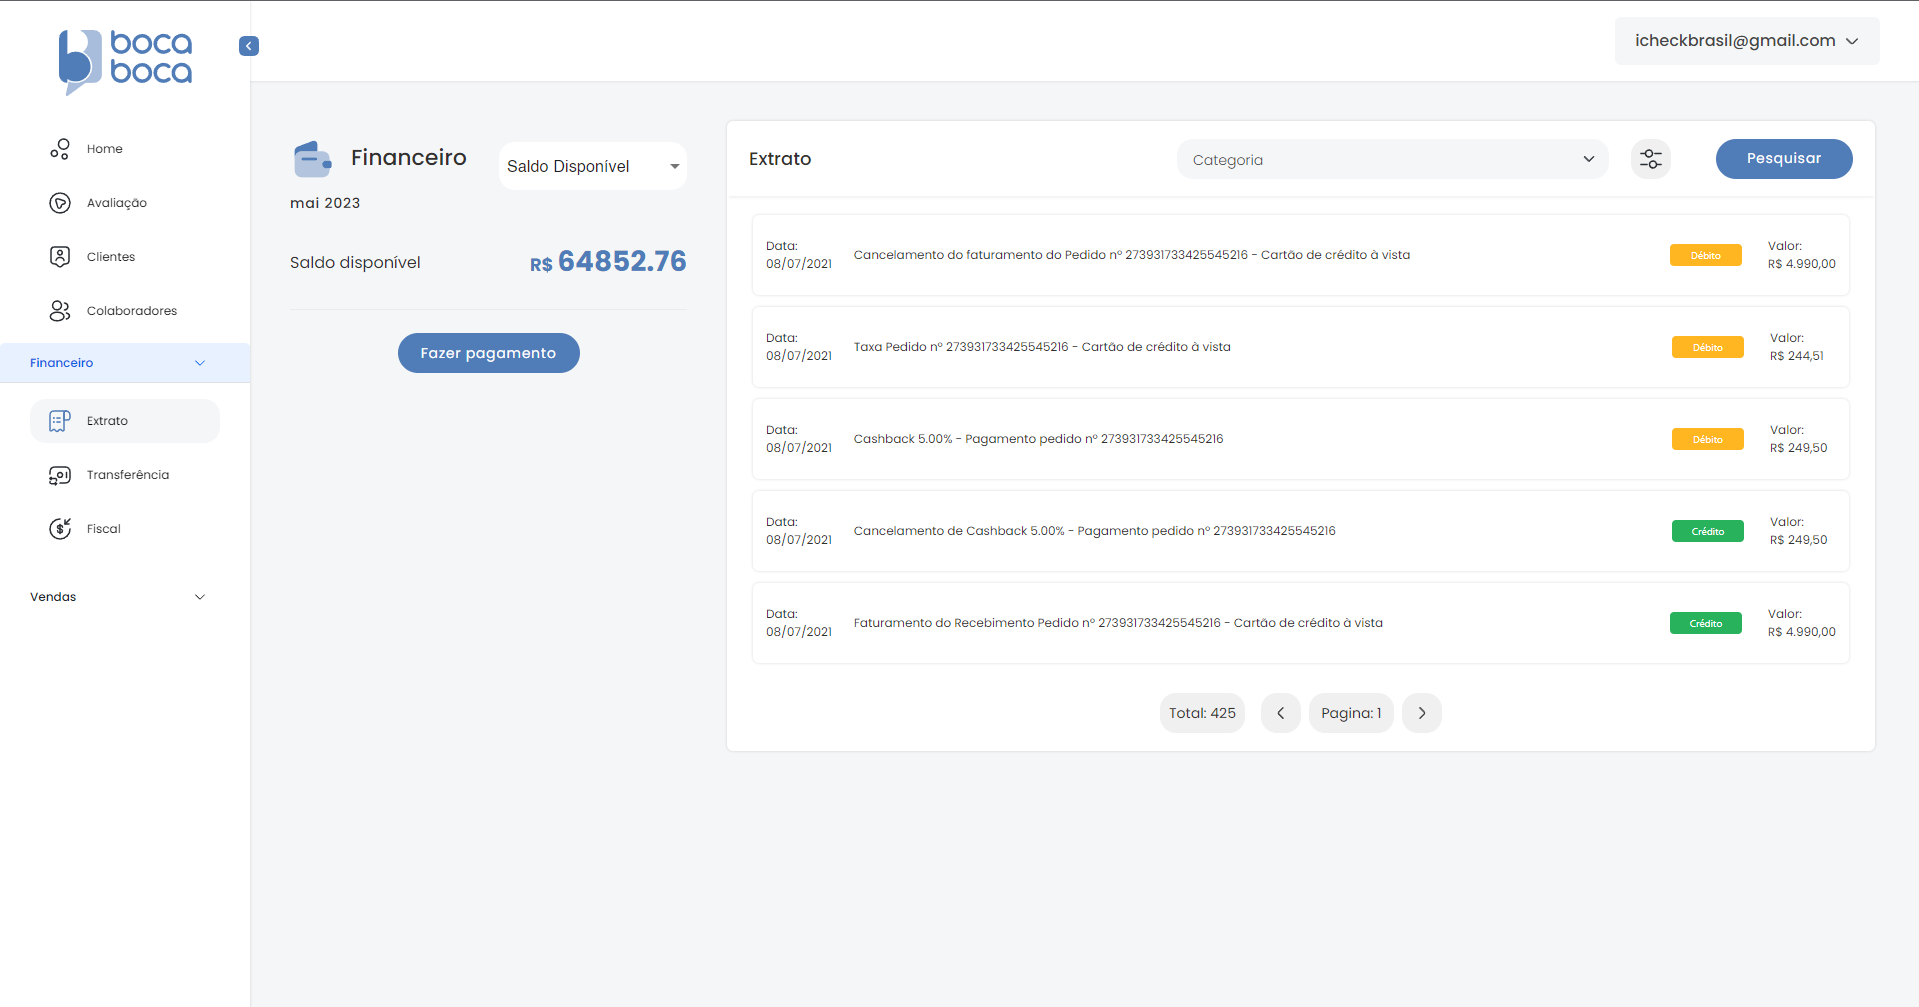 boca
boca
icheckbrasil@gmail.com
Home
Avaliação
Clientes
Colaboradores
Financeiro
Extrato
Transferência
Fiscal
Vendas
Financeiro
Saldo Disponível
mai 2023
Saldo disponível
R$ 64852.76
Fazer pagamento
Extrato
Categoria
Pesquisar
Data:
08/07/2021
Cancelamento do faturamento do Pedido nº 273931733425545216 - Cartão de crédito à vista
Débito
Valor:
R$ 4.990,00
Data:
08/07/2021
Taxa Pedido nº 273931733425545216 - Cartão de crédito à vista
Débito
Valor:
R$ 244,51
Data:
08/07/2021
Cashback 5.00% - Pagamento pedido nº 273931733425545216
Débito
Valor:
R$ 249,50
Data:
08/07/2021
Cancelamento de Cashback 5.00% - Pagamento pedido nº 273931733425545216
Crédito
Valor:
R$ 249,50
Data:
08/07/2021
Faturamento do Recebimento Pedido nº 273931733425545216 - Cartão de crédito à vista
Crédito
Valor:
R$ 4.990,00
Total: 425
Pagina: 1